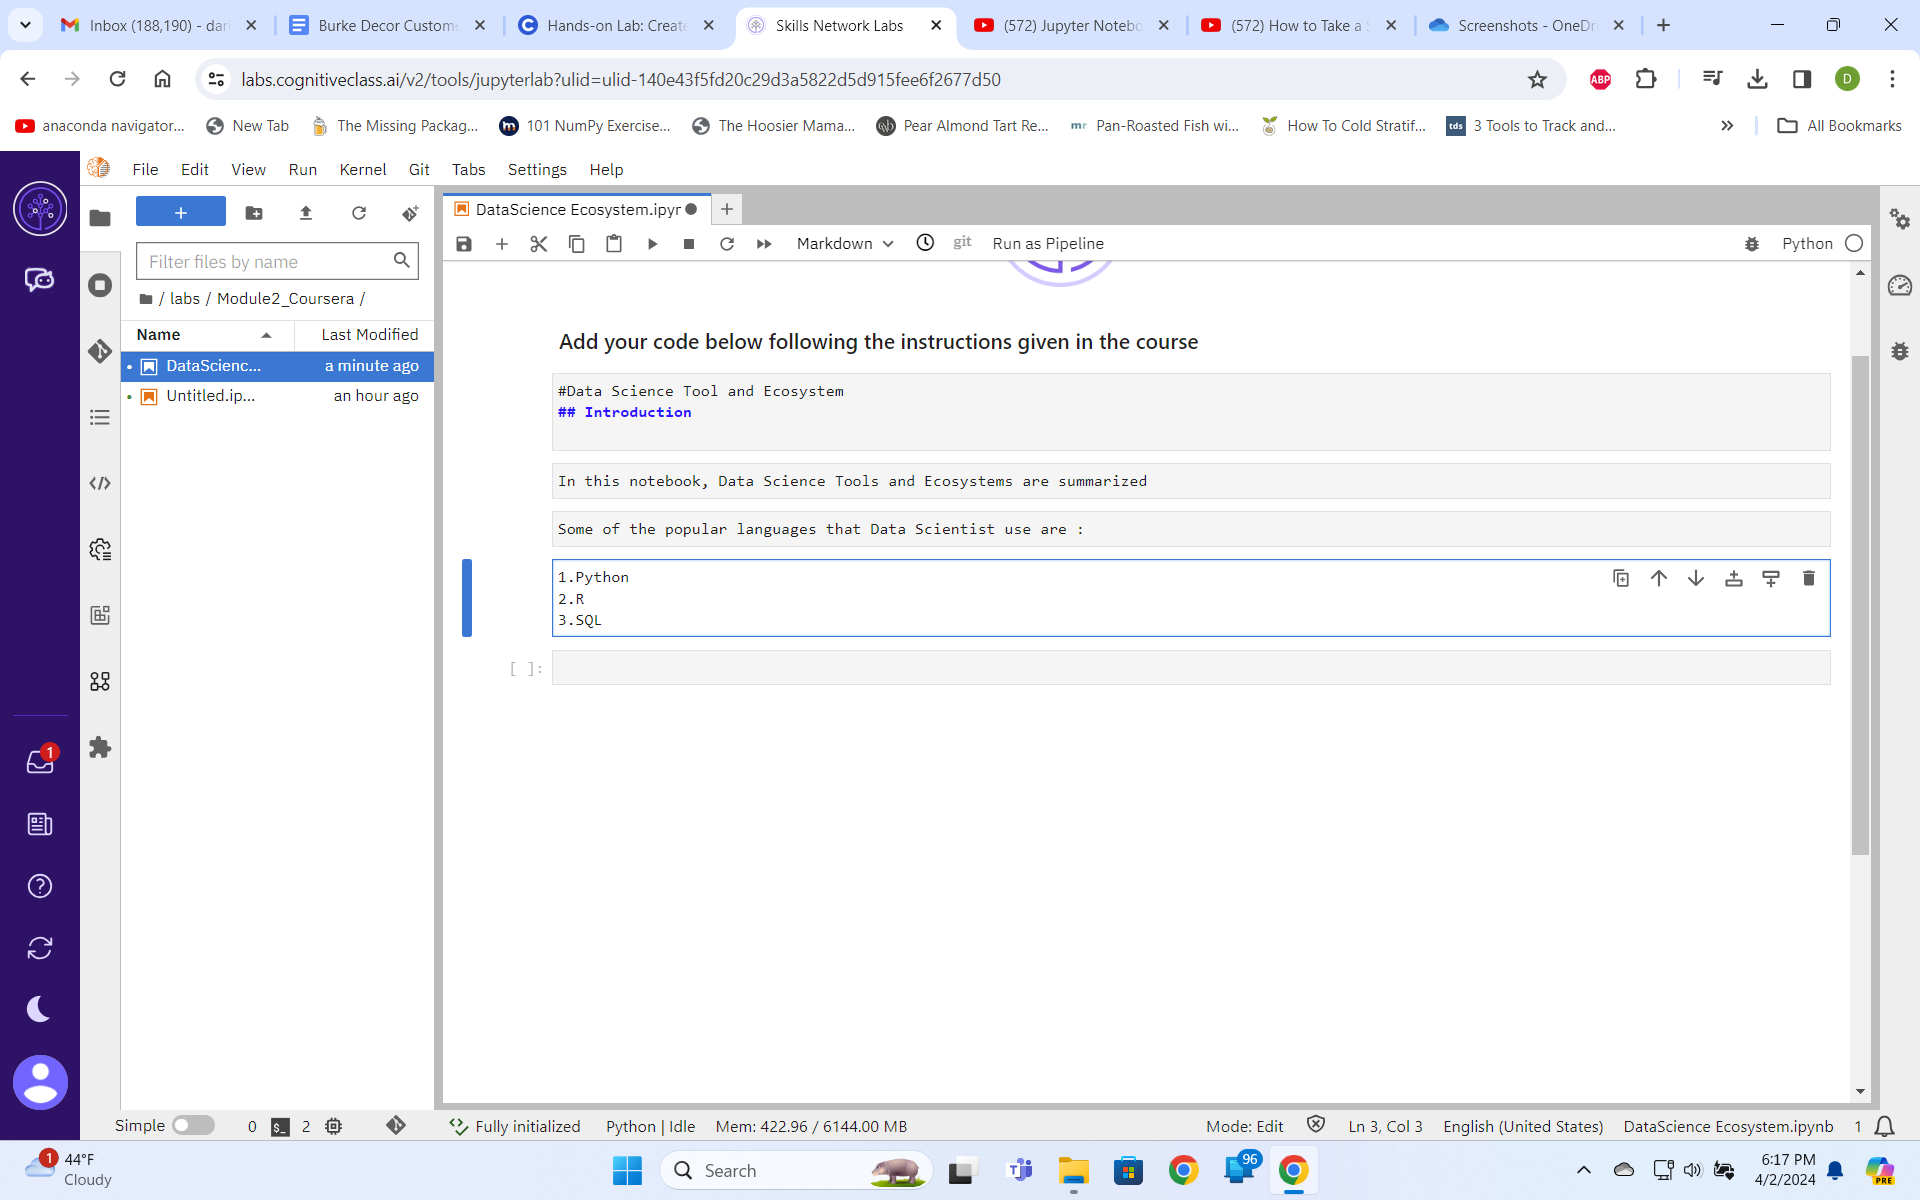 Inbox (188,190) - dar
Burke Decor Custome
Hands-on Lab: Create
Skills Network Labs
(572) Jupyter Notebo
(572) How to Take a S
Screenshots - OneDr
labs.cognitiveclass.ai/v2/tools/jupyterlab?ulid=ulid-140e43f5fd20c29d3a5822d5d915fee6f2677d50
ABP
D
anaconda navigator...
New Tab
The Missing Packag...
101 NumPy Exercise...
The Hoosier Mama...
Pear Almond Tart Re...
mr Pan-Roasted Fish wi...
How To Cold Stratif...
tds 3 Tools to Track and...
All Bookmarks
File Edit View Run Kernel Git Tabs Settings Help
DataScience Ecosystem.ipyr
Markdown
git
Run as Pipeline
Python
Filter files by name
/ labs / Module2_Coursera /
Name Last Modified
DataScienc... a minute ago
Untitled.ip... an hour ago
Add your code below following the instructions given in the course
#Data Science Tool and Ecosystem
## Introduction
In this notebook, Data Science Tools and Ecosystems are summarized
Some of the popular languages that Data Scientist use are :
1.Python
2.R
3.SQL
[ ]:
1
Simple 0 2 Fully initialized Python | Idle Mem: 422.96 / 6144.00 MB Mode: Edit Ln 3, Col 3 English (United States) DataScience Ecosystem.ipynb 1
1
44°F
Cloudy
Search
96
6:17 PM
4/2/2024
PRE